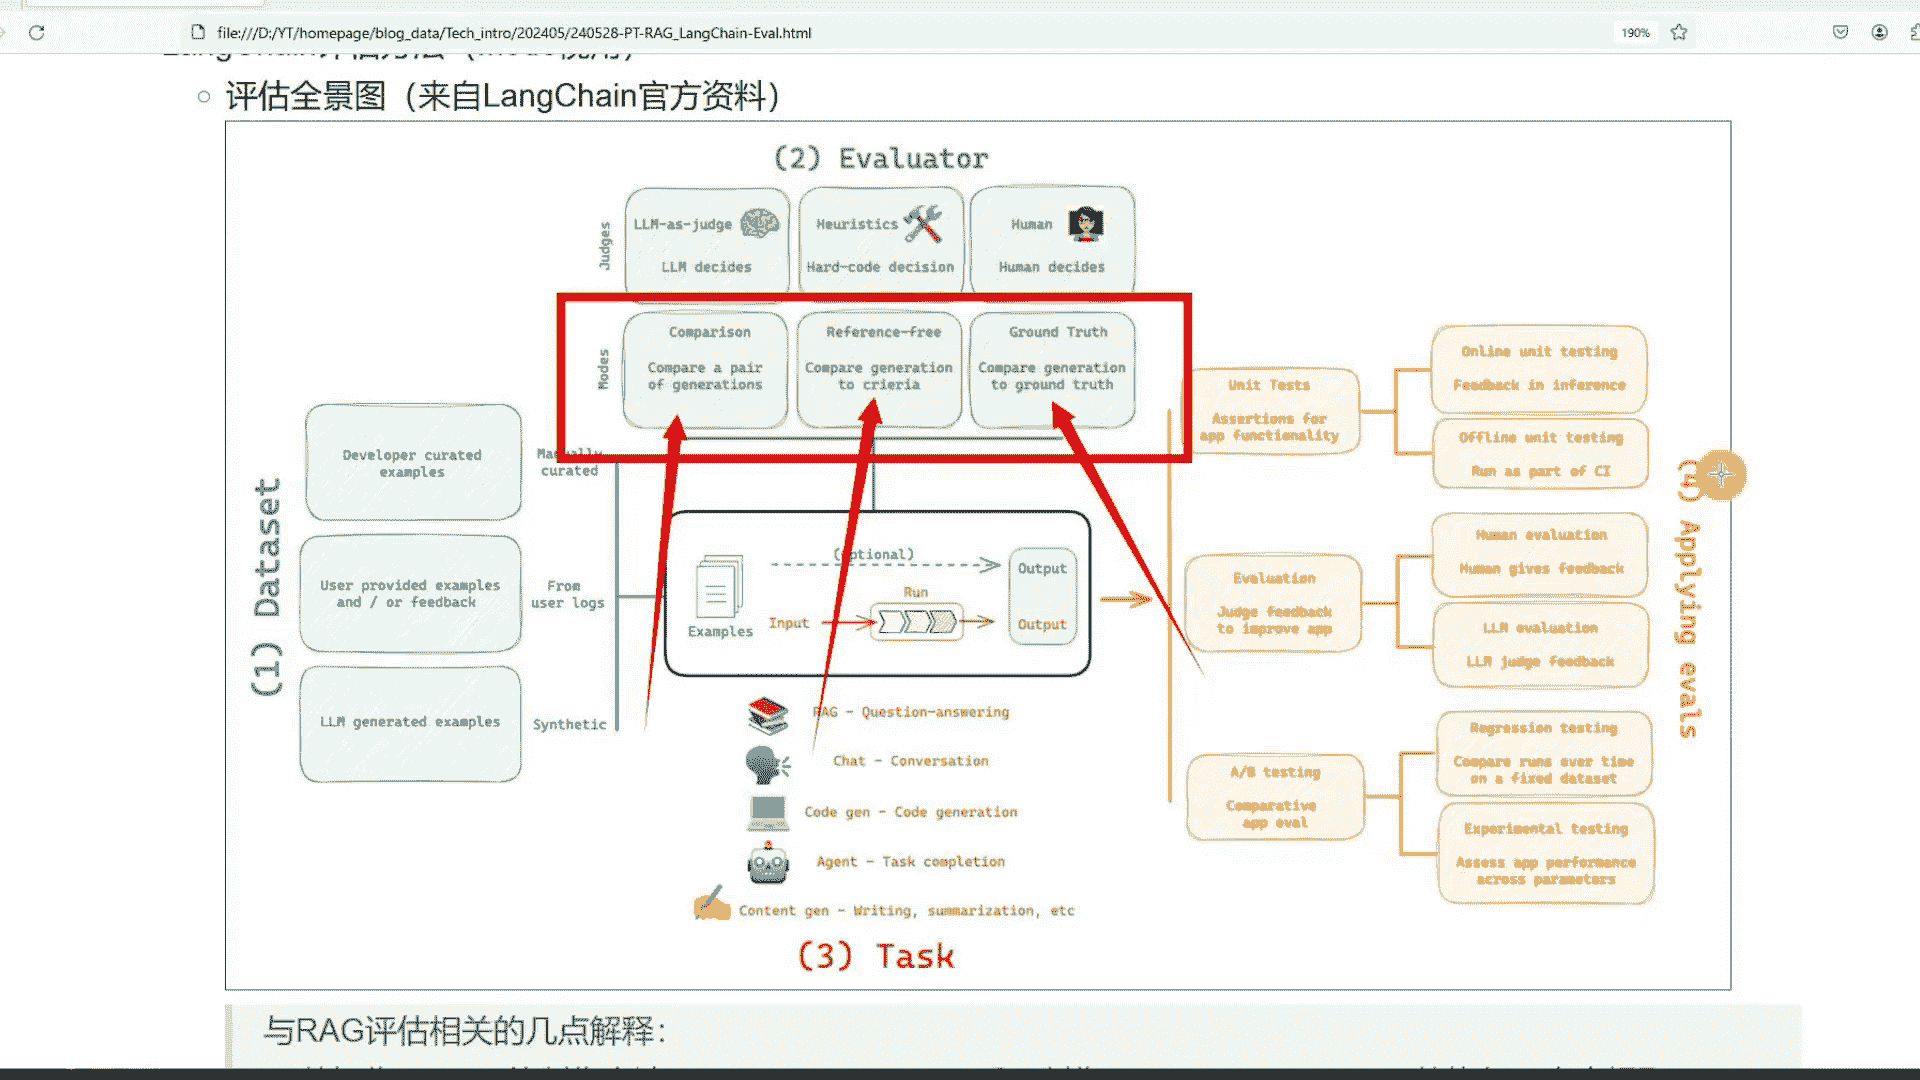 file:///D:/YT/homepage/blog_data/Tech_intro/202405/240528-PT-RAG_LangChain-Eval.html
190%
评估全景图（来自LangChain官方资料）
(2) Evaluator
Judges
LLM-as-judge
LLM decides
Heuristics
Hard-code decision
Human
Human decides
Modes
Comparison
Compare a pair
of generations
Reference-free
Compare generation
to crieria
Ground Truth
Compare generation
to ground truth
(1) Dataset
Developer curated
examples
Manually
curated
User provided examples
and / or feedback
From
user logs
LLM generated examples
Synthetic
Examples
(optional)
Input
Run
Output
Output
RAG - Question-answering
Chat - Conversation
Code gen - Code generation
Agent - Task completion
Content gen - Writing, summarization, etc
(3) Task
Unit Tests
Assertions for
app functionality
Online unit testing
Feedback in inference
Offline unit testing
Run as part of CI
Evaluation
Judge feedback
to improve app
Human evaluation
Human gives feedback
LLM evaluation
LLM judge feedback
A/B testing
Comparative
app eval
Regression testing
Compare runs over time
on a fixed dataset
Experimental testing
Assess app performance
across parameters
(4) Applying evals
与RAG评估相关的几点解释：